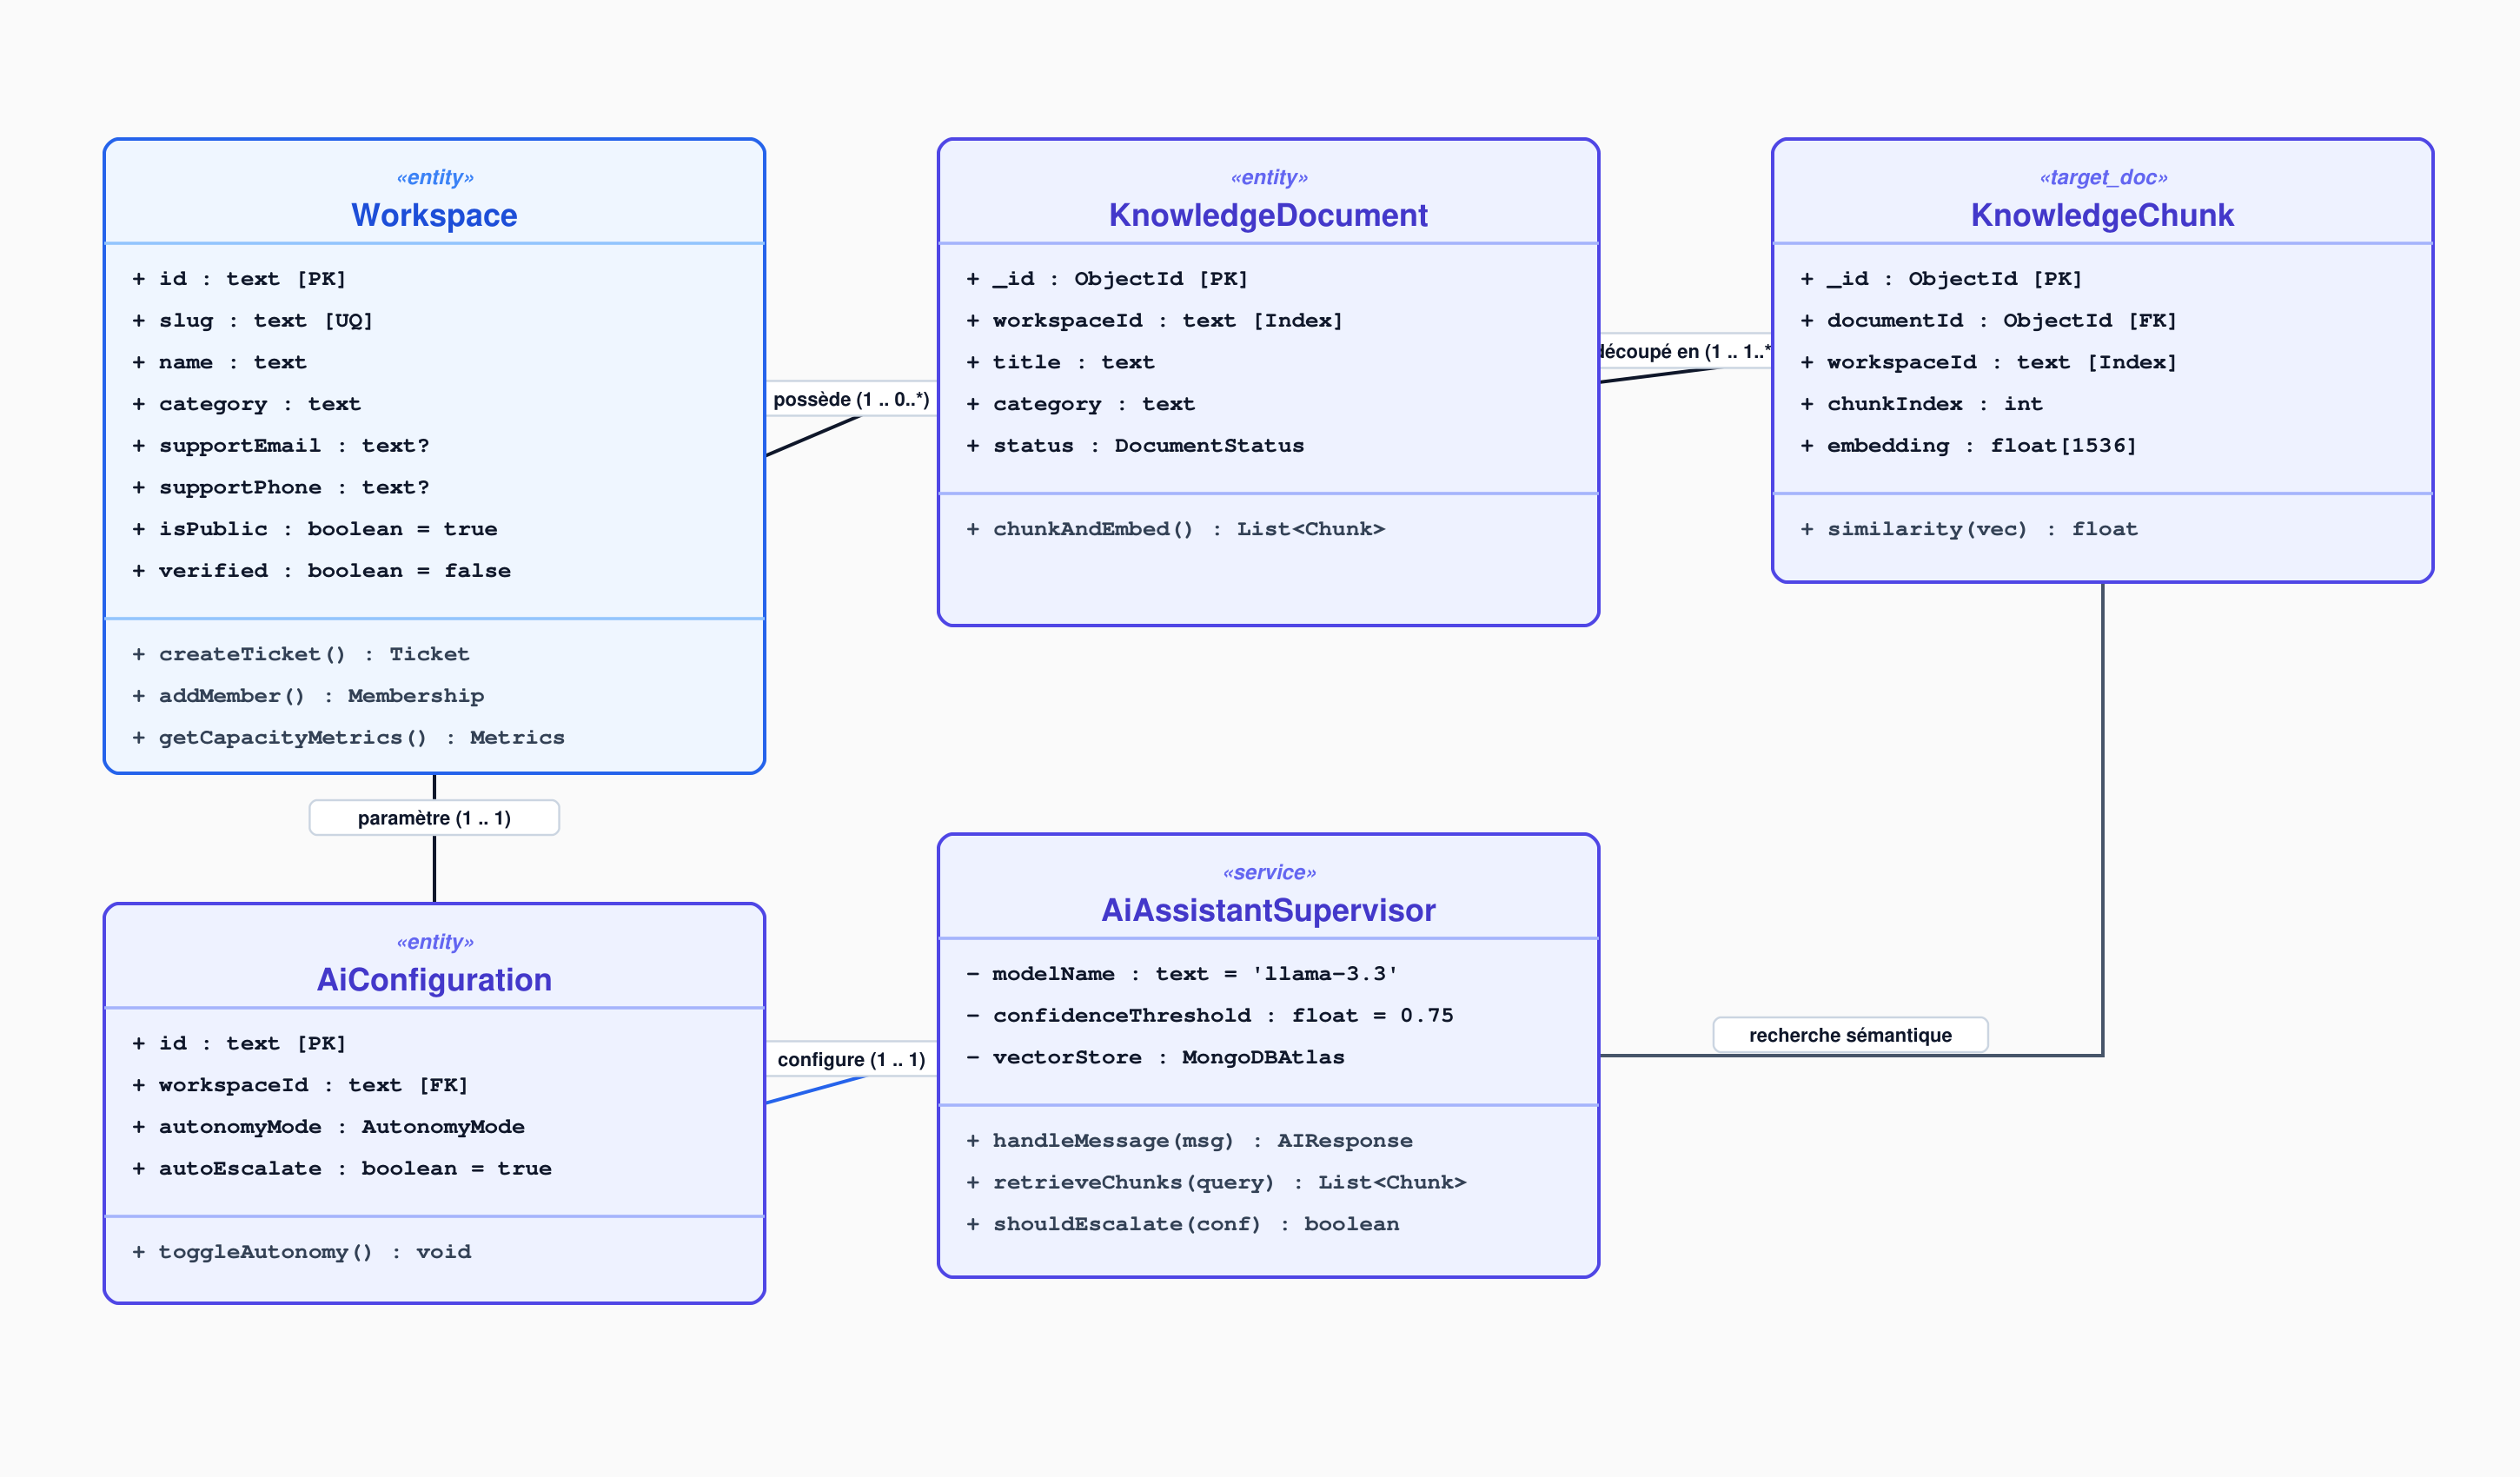 «entity»
Workspace
+ id : text [PK]
+ slug : text [UQ]
+ name : text
+ category : text
+ supportEmail : text?
+ supportPhone : text?
+ isPublic : boolean = true
+ verified : boolean = false
+ createTicket() : Ticket
+ addMember() : Membership
+ getCapacityMetrics() : Metrics
possède (1 .. 0..*)
«entity»
KnowledgeDocument
+ _id : ObjectId [PK]
+ workspaceId : text [Index]
+ title : text
+ category : text
+ status : DocumentStatus
+ chunkAndEmbed() : List<Chunk>
découpé en (1 .. 1..*
«target_doc»
KnowledgeChunk
+ _id : ObjectId [PK]
+ documentId : ObjectId [FK]
+ workspaceId : text [Index]
+ chunkIndex : int
+ embedding : float[1536]
+ similarity(vec) : float
paramètre (1 .. 1)
«entity»
AiConfiguration
+ id : text [PK]
+ workspaceId : text [FK]
+ autonomyMode : AutonomyMode
+ autoEscalate : boolean = true
+ toggleAutonomy() : void
configure (1 .. 1)
«service»
AiAssistantSupervisor
- modelName : text = 'llama-3.3'
- confidenceThreshold : float = 0.75
- vectorStore : MongoDBAtlas
+ handleMessage(msg) : AIResponse
+ retrieveChunks(query) : List<Chunk>
+ shouldEscalate(conf) : boolean
recherche sémantique